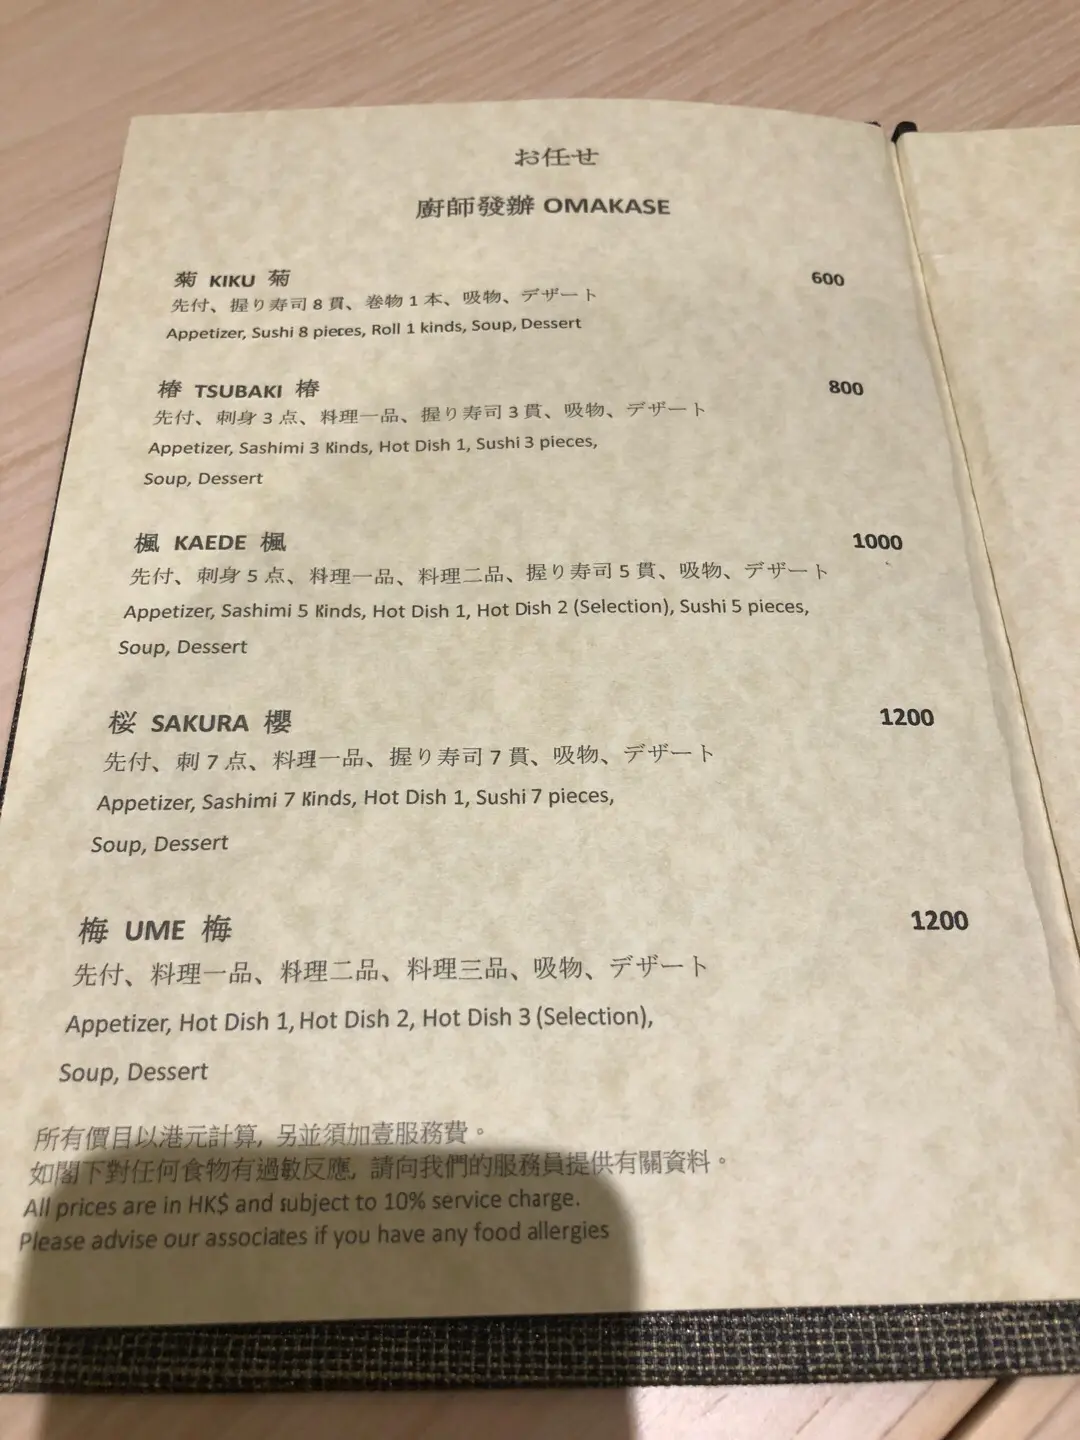 お任せ
廚師發辦 OMAKASE
菊 KIKU 菊 600
先付、握り寿司 8 貫、巻物 1 本、吸物、デザート
Appetizer, Sushi 8 pieces, Roll 1 kinds, Soup, Dessert
椿 TSUBAKI 椿 800
先付、刺身 3 点、料理一品、握り寿司 3 貫、吸物、デザート
Appetizer, Sashimi 3 Kinds, Hot Dish 1, Sushi 3 pieces,
Soup, Dessert
楓 KAEDE 楓 1000
先付、刺身 5 点、料理一品、料理二品、握り寿司 5 貫、吸物、デザート
Appetizer, Sashimi 5 Kinds, Hot Dish 1, Hot Dish 2 (Selection), Sushi 5 pieces,
Soup, Dessert
桜 SAKURA 櫻 1200
先付、刺 7 点、料理一品、握り寿司 7 貫、吸物、デザート
Appetizer, Sashimi 7 Kinds, Hot Dish 1, Sushi 7 pieces,
Soup, Dessert
梅 UME 梅 1200
先付、料理一品、料理二品、料理三品、吸物、デザート
Appetizer, Hot Dish 1, Hot Dish 2, Hot Dish 3 (Selection),
Soup, Dessert
所有價目以港元計算, 另並須加壹服務費。
如閣下對任何食物有過敏反應, 請向我們的服務員提供有關資料。
All prices are in HK$ and subject to 10% service charge.
Please advise our associates if you have any food allergies